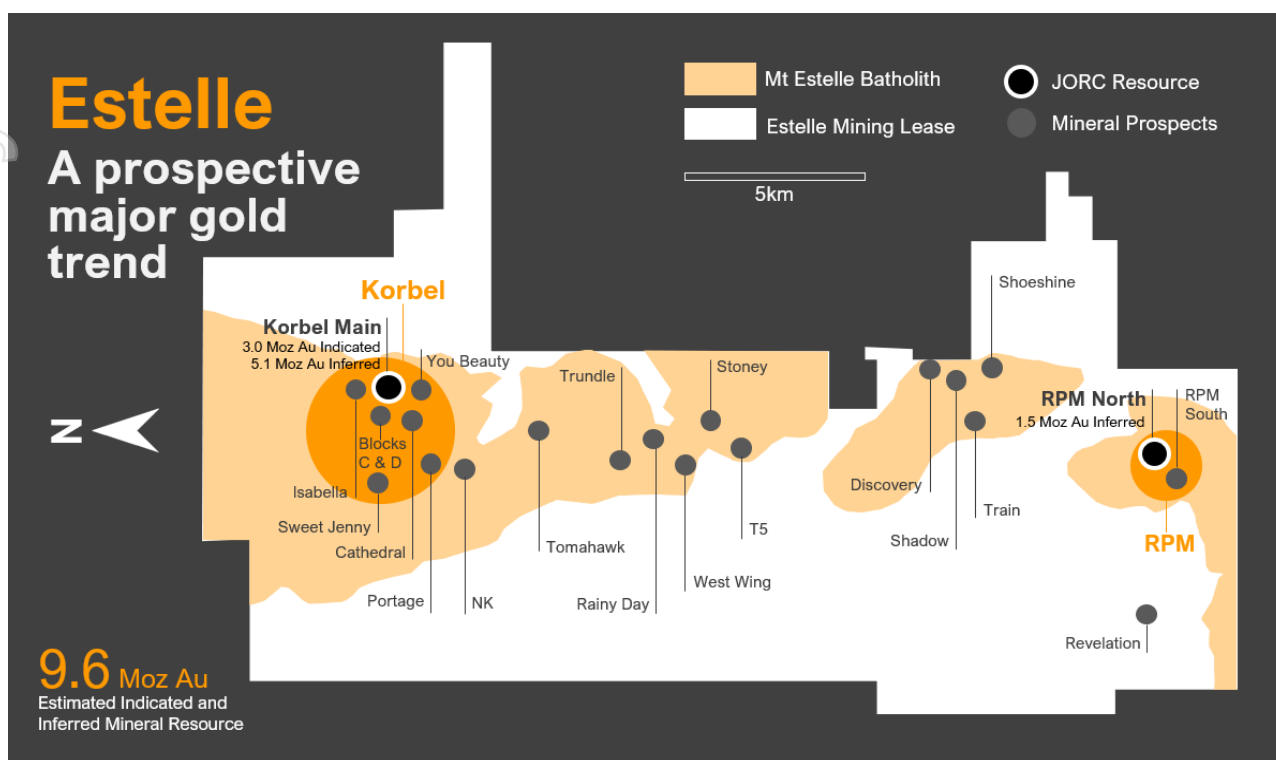 Estelle
A prospective
major gold
trend
Mt Estelle Batholith
Estelle Mining Lease
JORC Resource
Mineral Prospects
5km
Korbel
Korbel Main
3.0 Moz Au Indicated
5.1 Moz Au Inferred
You Beauty
Trundle
Stoney
Shoeshine
RPM North
1.5 Moz Au Inferred
RPM
South
N
Blocks
C & D
Isabella
Sweet Jenny
Cathedral
Portage
NK
Tomahawk
Rainy Day
West Wing
T5
Discovery
Shadow
Train
RPM
Revelation
9.6 Moz Au
Estimated Indicated and
Inferred Mineral Resource